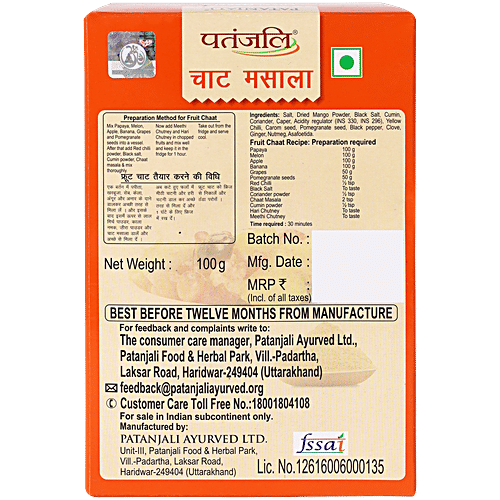 पतंजलि®
चाट मसाला
Preparation Method for Fruit Chaat
Mix Papaya, Melon,
Apple, Banana, Grapes
and Pomegranate
seeds into a vessel.
After that add Red chilli
powder, Black salt,
Cumin powder, Chaat
masala & mix
thoroughly.
Now add Meethi
Chutney and Hari
Chutney in chopped
fruits and mix well
and keep it in the
fridge for 1 hour.
Take out from the
fridge and serve
cool.
फ्रूट चाट तैयार करने की विधि
Ingredients: Salt, Dried Mango Powder, Black Salt, Cumin,
Coriander, Caper, Acidity regulator (INS 330, INS 296), Yellow
Chilli, Carom seed, Pomegranate seed, Black pepper, Clove,
Ginger, Nutmeg, Asafoetida.
Fruit Chaat Recipe: Preparation required
Papaya 100 g
Melon 100 g
Apple 100 g
Banana 100 g
Grapes 50 g
Pomegranate seeds 50 g
Red Chilli ½ tsp
Black Salt To taste
Coriander powder ½ tsp
Chaat Masala 2 tsp
Cumin powder ½ tsp
Hari Chutney To taste
Meethi Chutney To taste
Time required : 30 minutes
Net Weight : 100 g
Batch No. :
Mfg. Date :
MRP ₹ :
(Incl. of all taxes)
BEST BEFORE TWELVE MONTHS FROM MANUFACTURE
For feedback and complaints write to:
The consumer care manager, Patanjali Ayurved Ltd.,
Patanjali Food & Herbal Park, Vill.-Padartha,
Laksar Road, Haridwar-249404 (Uttarakhand)
feedback@patanjaliayurved.org
Customer Care Toll Free No.:18001804108
For sale in Indian subcontinent only.
Manufactured by:
PATANJALI AYURVED LTD.
Unit-III, Patanjali Food & Herbal Park,
Vill.-Padartha, Laksar Road,
Haridwar-249404 (Uttarakhand)
fssai
Lic. No. 12616006000135